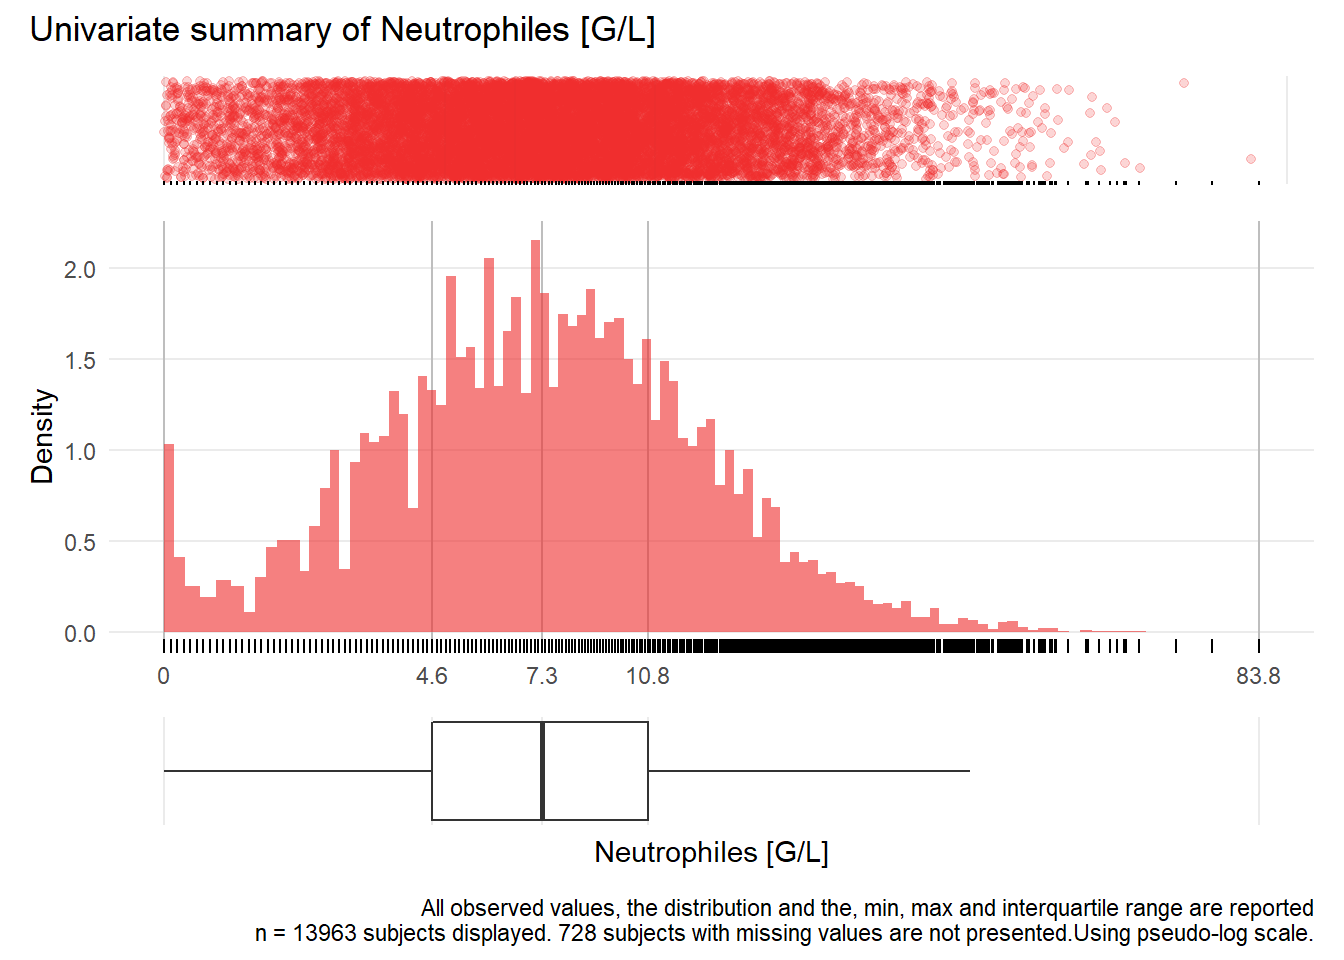 Univariate summary of Neutrophiles [G/L]
2.0
1.5
1.0
0.5
0.0
Density
0 4.6 7.3 10.8 83.8
Neutrophiles [G/L]
All observed values, the distribution and the, min, max and interquartile range are reported
n = 13963 subjects displayed. 728 subjects with missing values are not presented.Using pseudo-log scale.